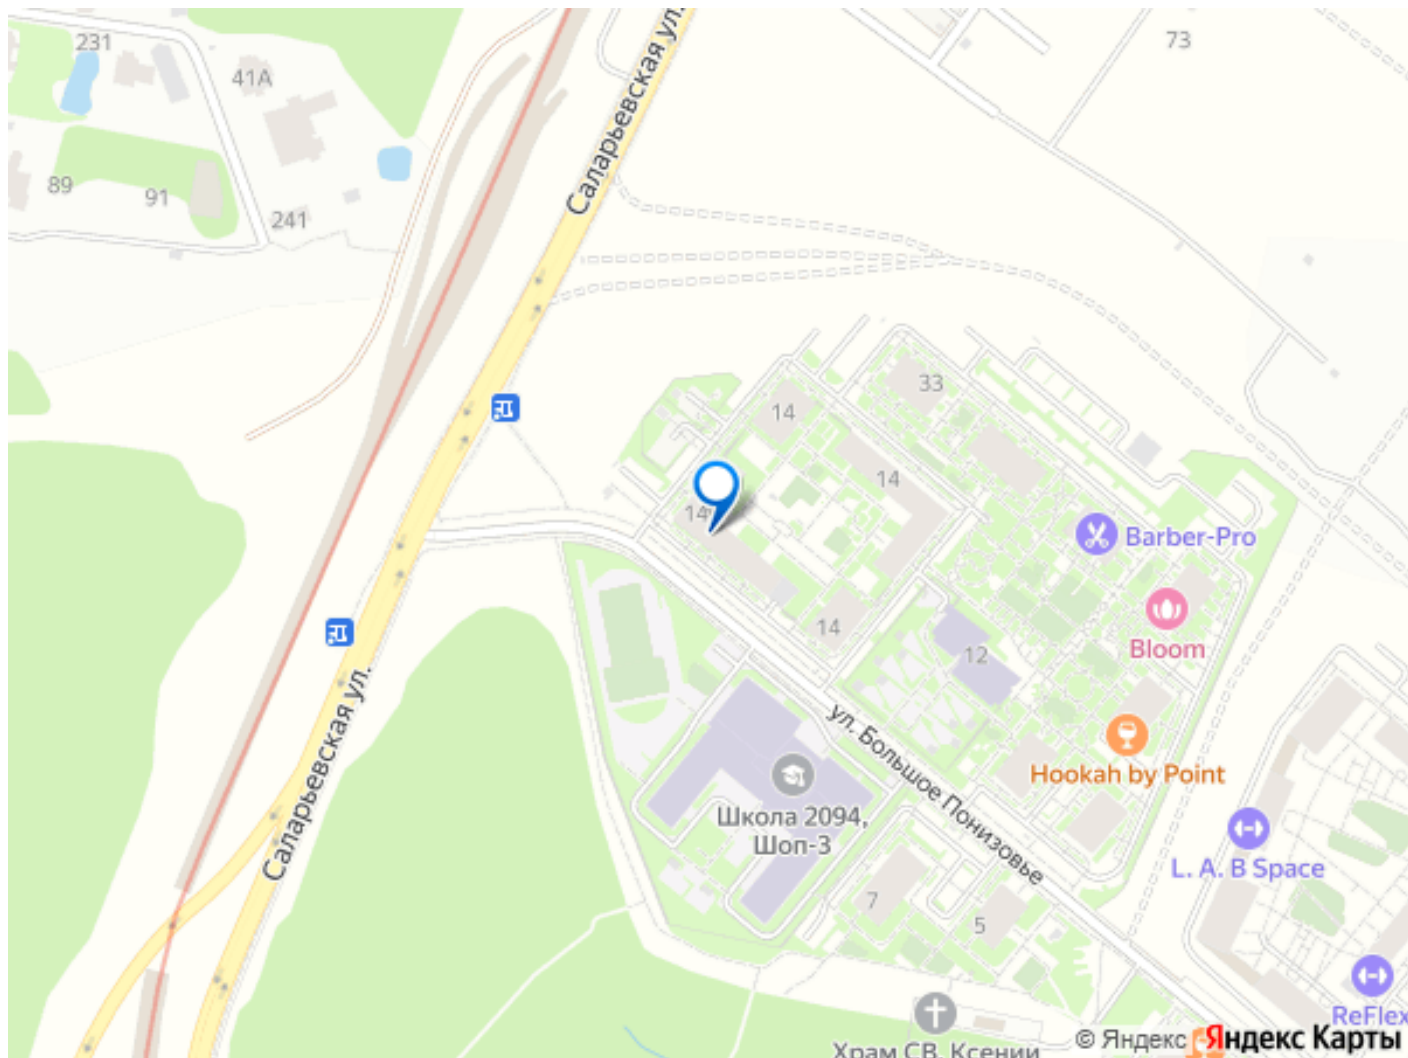 231
73
41А
Саларьевская ул.
89
91
241
33
14
14
14
Barber-Pro
Bloom
14
12
ул. Большое Понизовье
Саларьевская ул.
Hookah by Point
Школа 2094,
Шоп-3
L. A. B Space
7
5
ReFlex
Храм СВ. Ксении
© Яндекс Яндекс Карты